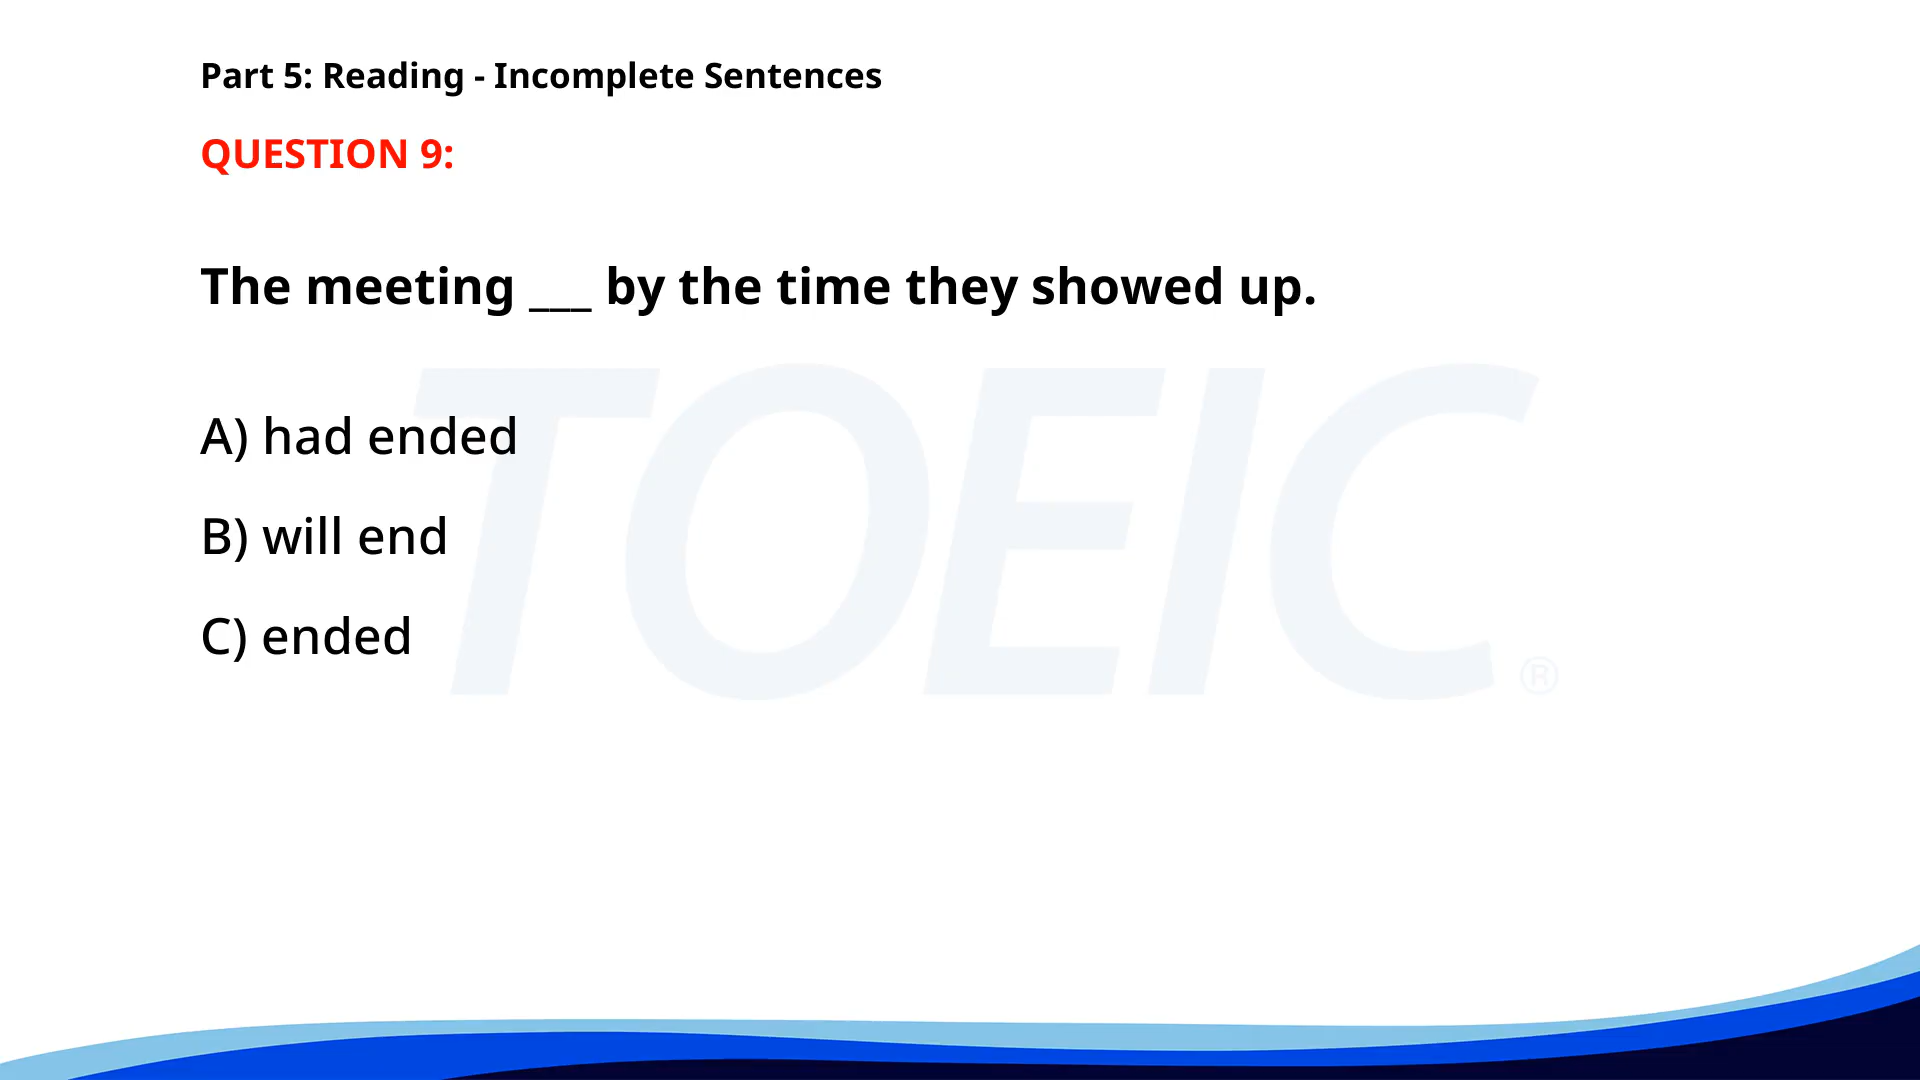 Part 5: Reading - Incomplete Sentences
QUESTION 9:
The meeting ___ by the time they showed up.
A) had ended
B) will end
C) ended
TOEIC®